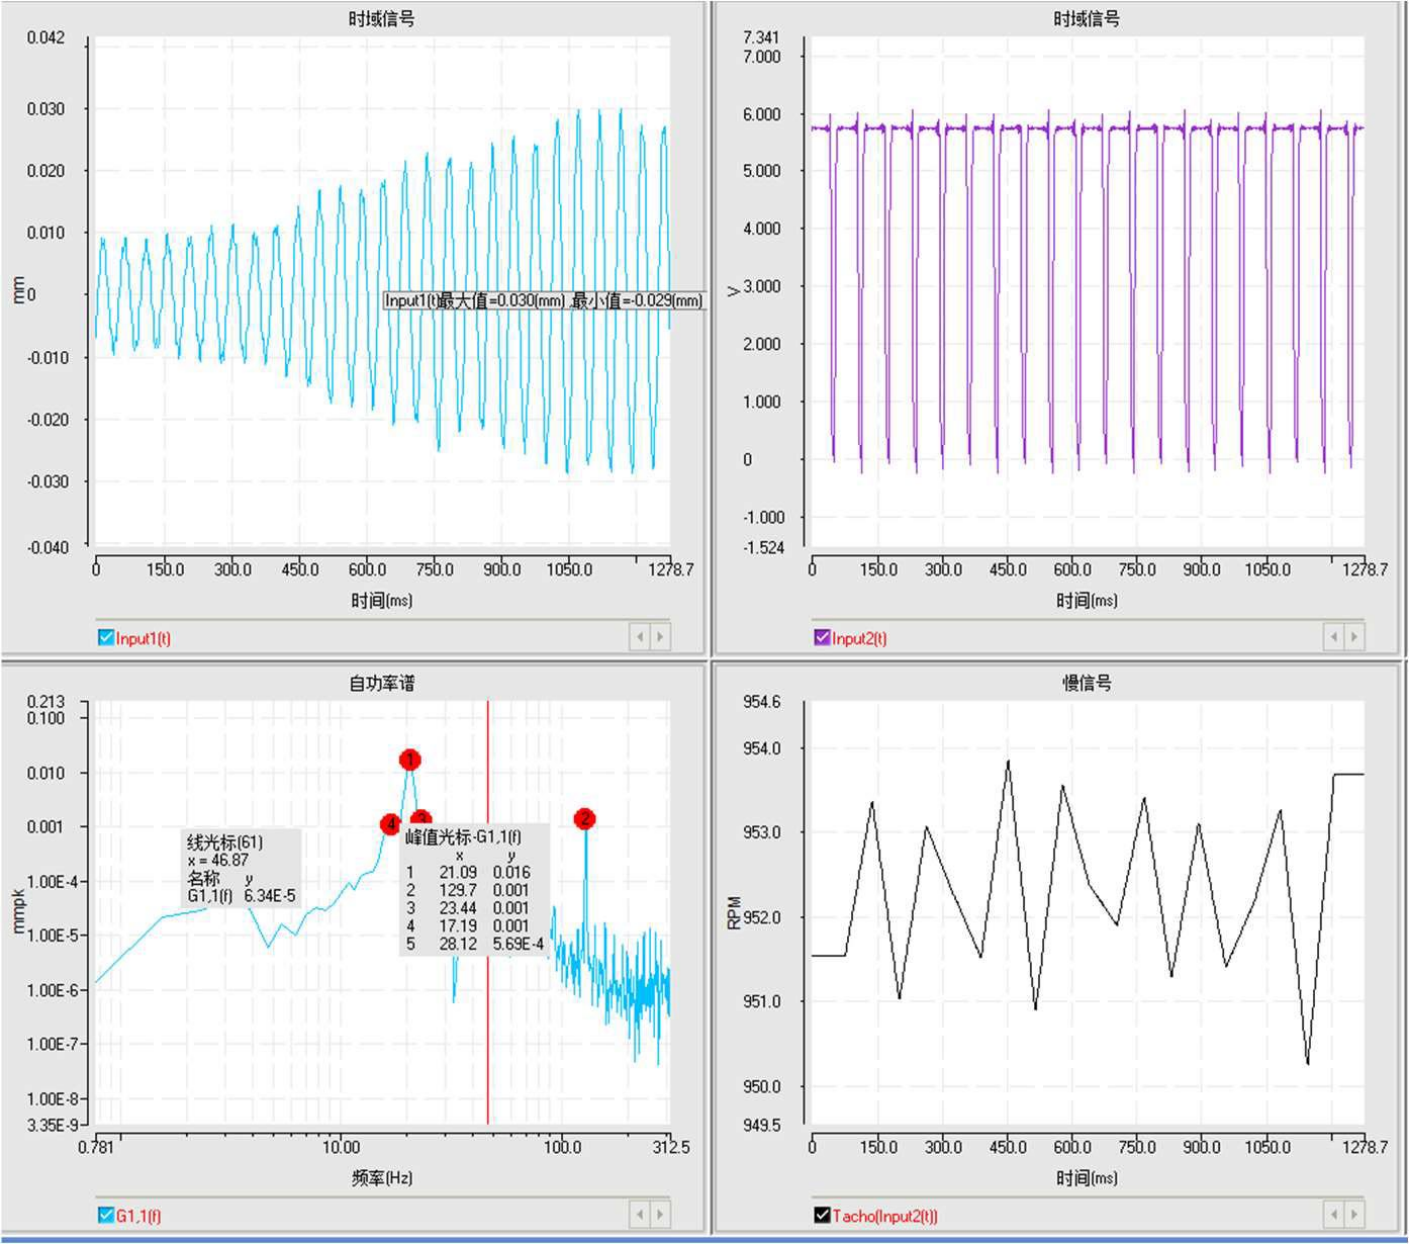 时域信号
0.042
0.030
0.020
0.010
0
-0.010
-0.020
-0.030
-0.040
mm
Input1(t)最大值=0.030(mm) ,最小值=-0.029(mm)
0 150.0 300.0 450.0 600.0 750.0 900.0 1050.0 1278.7
时间(ms)
Input1(t)
时域信号
7.341
7.000
6.000
5.000
4.000
3.000
2.000
1.000
0
-1.000
-1.524
V
0 150.0 300.0 450.0 600.0 750.0 900.0 1050.0 1278.7
时间(ms)
Input2(t)
自功率谱
0.213
0.100
0.010
0.001
1.00E-4
1.00E-5
1.00E-6
1.00E-7
1.00E-8
3.35E-9
mmpk
1
2
3
4
线光标(61)
x = 46.87
名称 y
G1,1(f) 6.34E-5
峰值光标-G1,1(f)
x y
1 21.09 0.016
2 129.7 0.001
3 23.44 0.001
4 17.19 0.001
5 28.12 5.69E-4
0.781 10.00 100.0 312.5
频率(Hz)
G1,1(f)
慢信号
954.6
954.0
953.0
952.0
951.0
950.0
949.5
RPM
0 150.0 300.0 450.0 600.0 750.0 900.0 1050.0 1278.7
时间(ms)
Tacho(Input2(t))